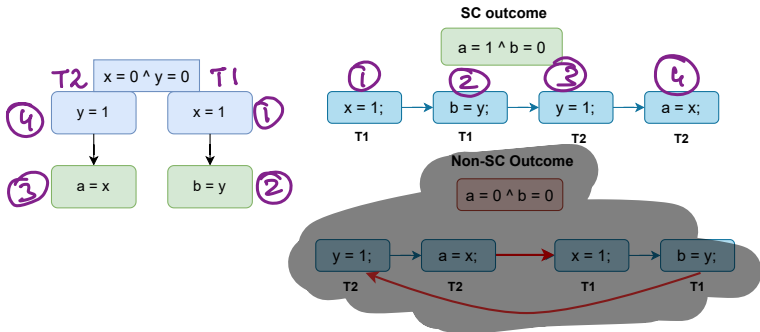 T2
x = 0 ^ y = 0
T1
4
y = 1
x = 1
1
3
a = x
b = y
2
SC outcome
a = 1 ^ b = 0
1
2
3
4
x = 1;
b = y;
y = 1;
a = x;
T1
T1
T2
T2
Non-SC Outcome
a = 0 ^ b = 0
y = 1;
a = x;
x = 1;
b = y;
T2
T2
T1
T1